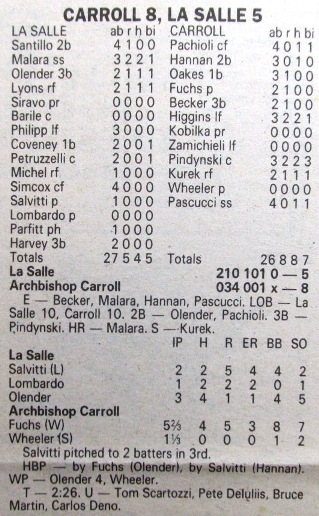 CARROLL 8, LA SALLE 5
LA SALLE ab r h bi CARROLL ab r h bi
Santillo 2b 4 1 0 0 Pachioli cf 4 0 1 1
Malara ss 3 2 2 1 Hannan 2b 3 0 1 0
Olender 3b 2 1 1 1 Oakes 1b 3 1 0 0
Lyons rf 2 1 1 1 Fuchs p 2 1 0 0
Siravo pr 0 0 0 0 Becker 3b 2 1 0 0
Barile c 0 0 0 0 Higgins lf 3 2 2 1
Philipp lf 3 0 0 0 Kobilka pr 0 0 0 0
Coveney 1b 2 0 0 1 Zamichieli lf 0 0 0 0
Petruzzelli c 2 0 0 1 Pindynski c 3 2 2 3
Michel rf 1 0 0 0 Kurek rf 2 1 1 1
Simcox cf 4 0 0 0 Wheeler p 0 0 0 0
Salvitti p 1 0 0 0 Pascucci ss 4 0 1 1
Lombardo p 0 0 0 0
Parfitt ph 1 0 0 0
Harvey 3b 2 0 0 0
Totals 27 5 4 5 Totals 26 8 8 7
La Salle 210 101 0 — 5
Archbishop Carroll 034 001 x — 8
E — Becker, Malara, Hannan, Pascucci. LOB — La
Salle 10, Carroll 10. 2B — Olender, Pachioli. 3B —
Pindynski. HR — Malara. S — Kurek.
IP H R ER BB SO
La Salle
Salvitti (L) 2 2 5 4 4 2
Lombardo 1 2 2 2 0 1
Olender 3 4 1 1 4 5
Archbishop Carroll
Fuchs (W) 5⅔ 4 5 3 8 7
Wheeler (S) 1⅓ 0 0 0 1 2
Salvitti pitched to 2 batters in 3rd.
HBP — by Fuchs (Olender), by Salvitti (Hannan).
WP — Olender 4, Wheeler.
T — 2:26. U — Tom Scartozzi, Pete Deluliis, Bruce
Martin, Carlos Deno.